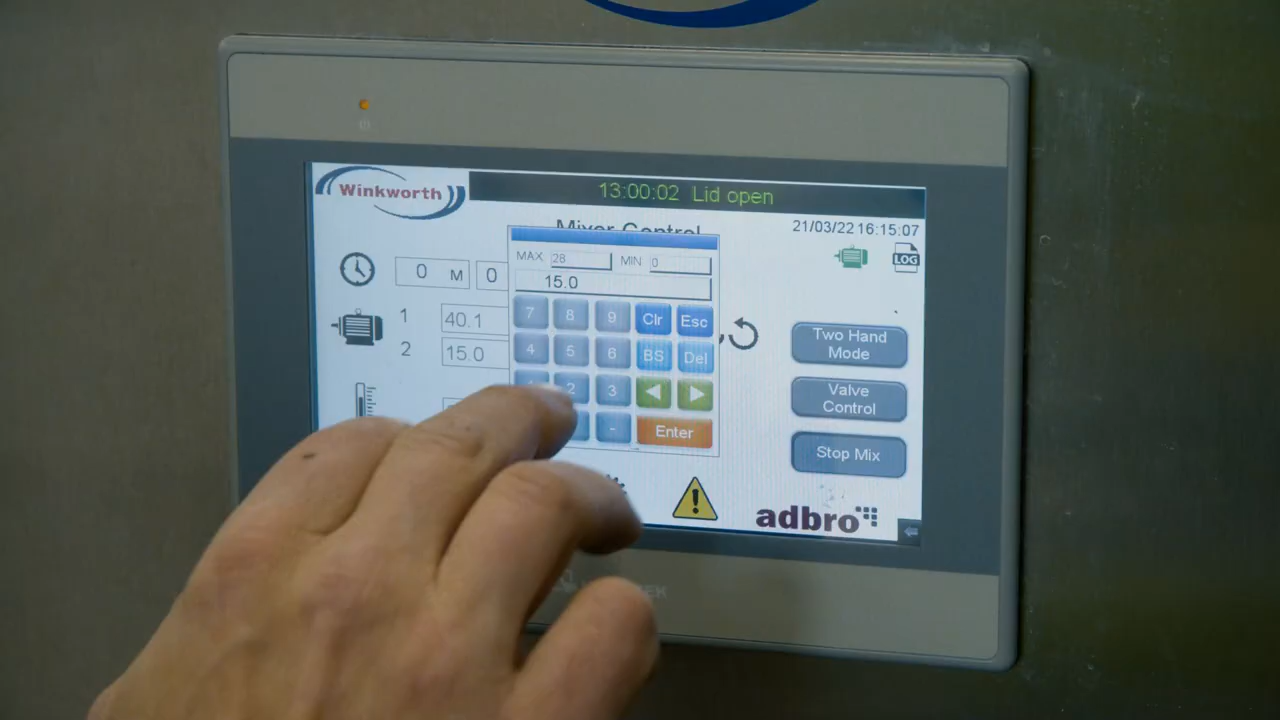 Winkworth
13:00:02 Lid open
Mixer Control
21/03/22 16:15:07
LOG
0 M 0
MAX 28 MIN 0
15.0
1 40.1
2 15.0
7 8 9 Clr Esc
4 5 6 BS Del
2 3
- Enter
Two Hand
Mode
Valve
Control
Stop Mix
adbro